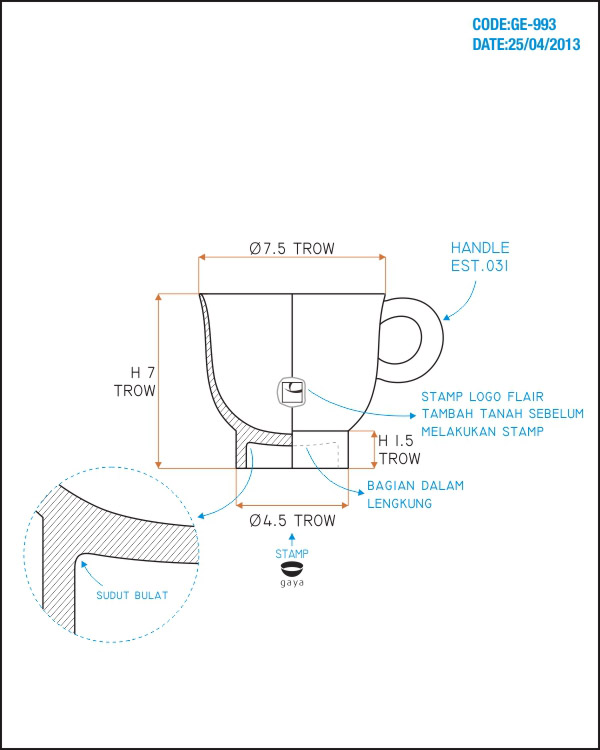 CODE:GE-993
DATE:25/04/2013
Ø7.5 TROW
HANDLE
EST.031
H 7
TROW
STAMP LOGO FLAIR
TAMBAH TANAH SEBELUM
MELAKUKAN STAMP
H 1.5
TROW
BAGIAN DALAM
LENGKUNG
Ø4.5 TROW
STAMP
gaya
SUDUT BULAT